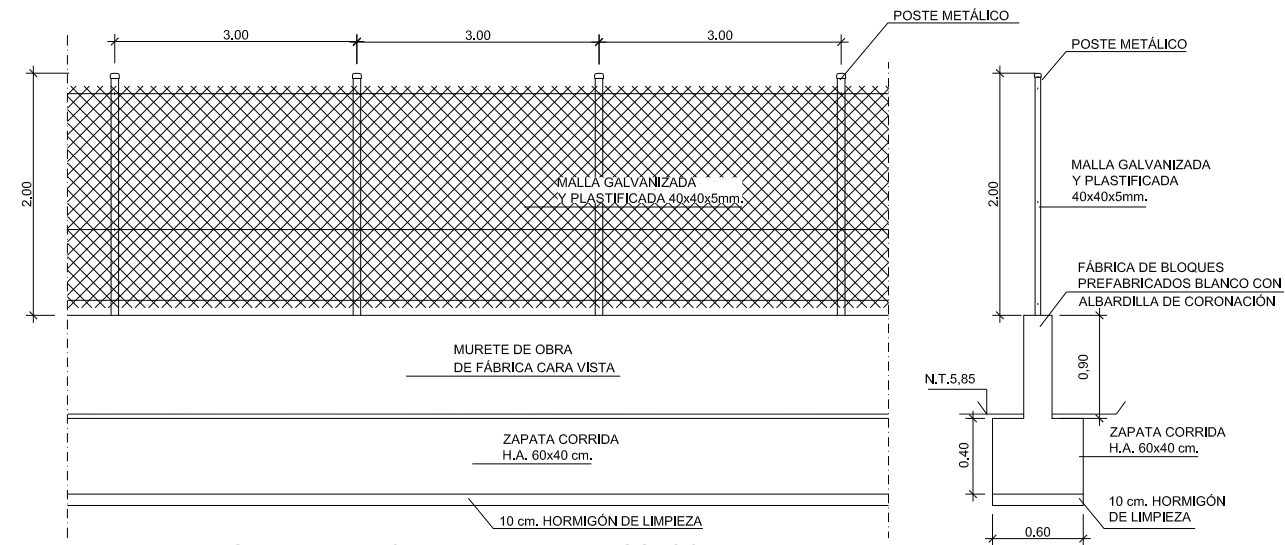 POSTE METÁLICO
3.00
3.00
3.00
2.00
MALLA GALVANIZADA
Y PLASTIFICADA 40x40x5mm.
MURETE DE OBRA
DE FÁBRICA CARA VISTA
ZAPATA CORRIDA
H.A. 60x40 cm.
10 cm. HORMIGÓN DE LIMPIEZA
POSTE METÁLICO
2.00
MALLA GALVANIZADA
Y PLASTIFICADA
40x40x5mm.
FÁBRICA DE BLOQUES
PREFABRICADOS BLANCO CON
ALBARDILLA DE CORONACIÓN
0,90
N.T.5,85
0.40
ZAPATA CORRIDA
H.A. 60x40 cm.
10 cm. HORMIGÓN
DE LIMPIEZA
0.60